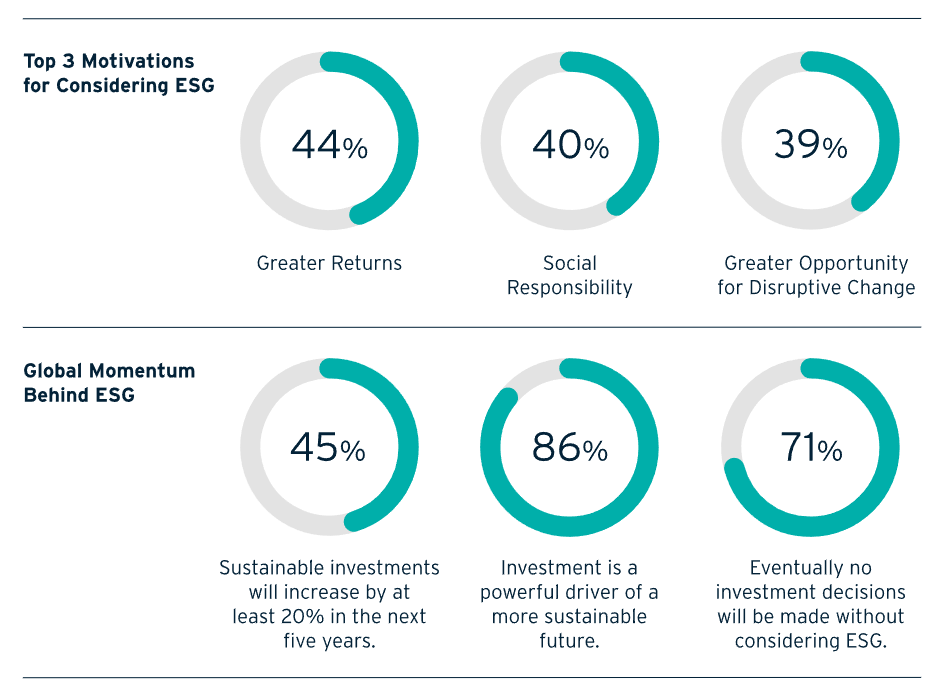 Top 3 Motivations
for Considering ESG
44%
40%
39%
Greater Returns
Social
Responsibility
Greater Opportunity
for Disruptive Change
Global Momentum
Behind ESG
45%
86%
71%
Sustainable investments
will increase by at
least 20% in the next
five years.
Investment is a
powerful driver of a
more sustainable
future.
Eventually no
investment decisions
will be made without
considering ESG.